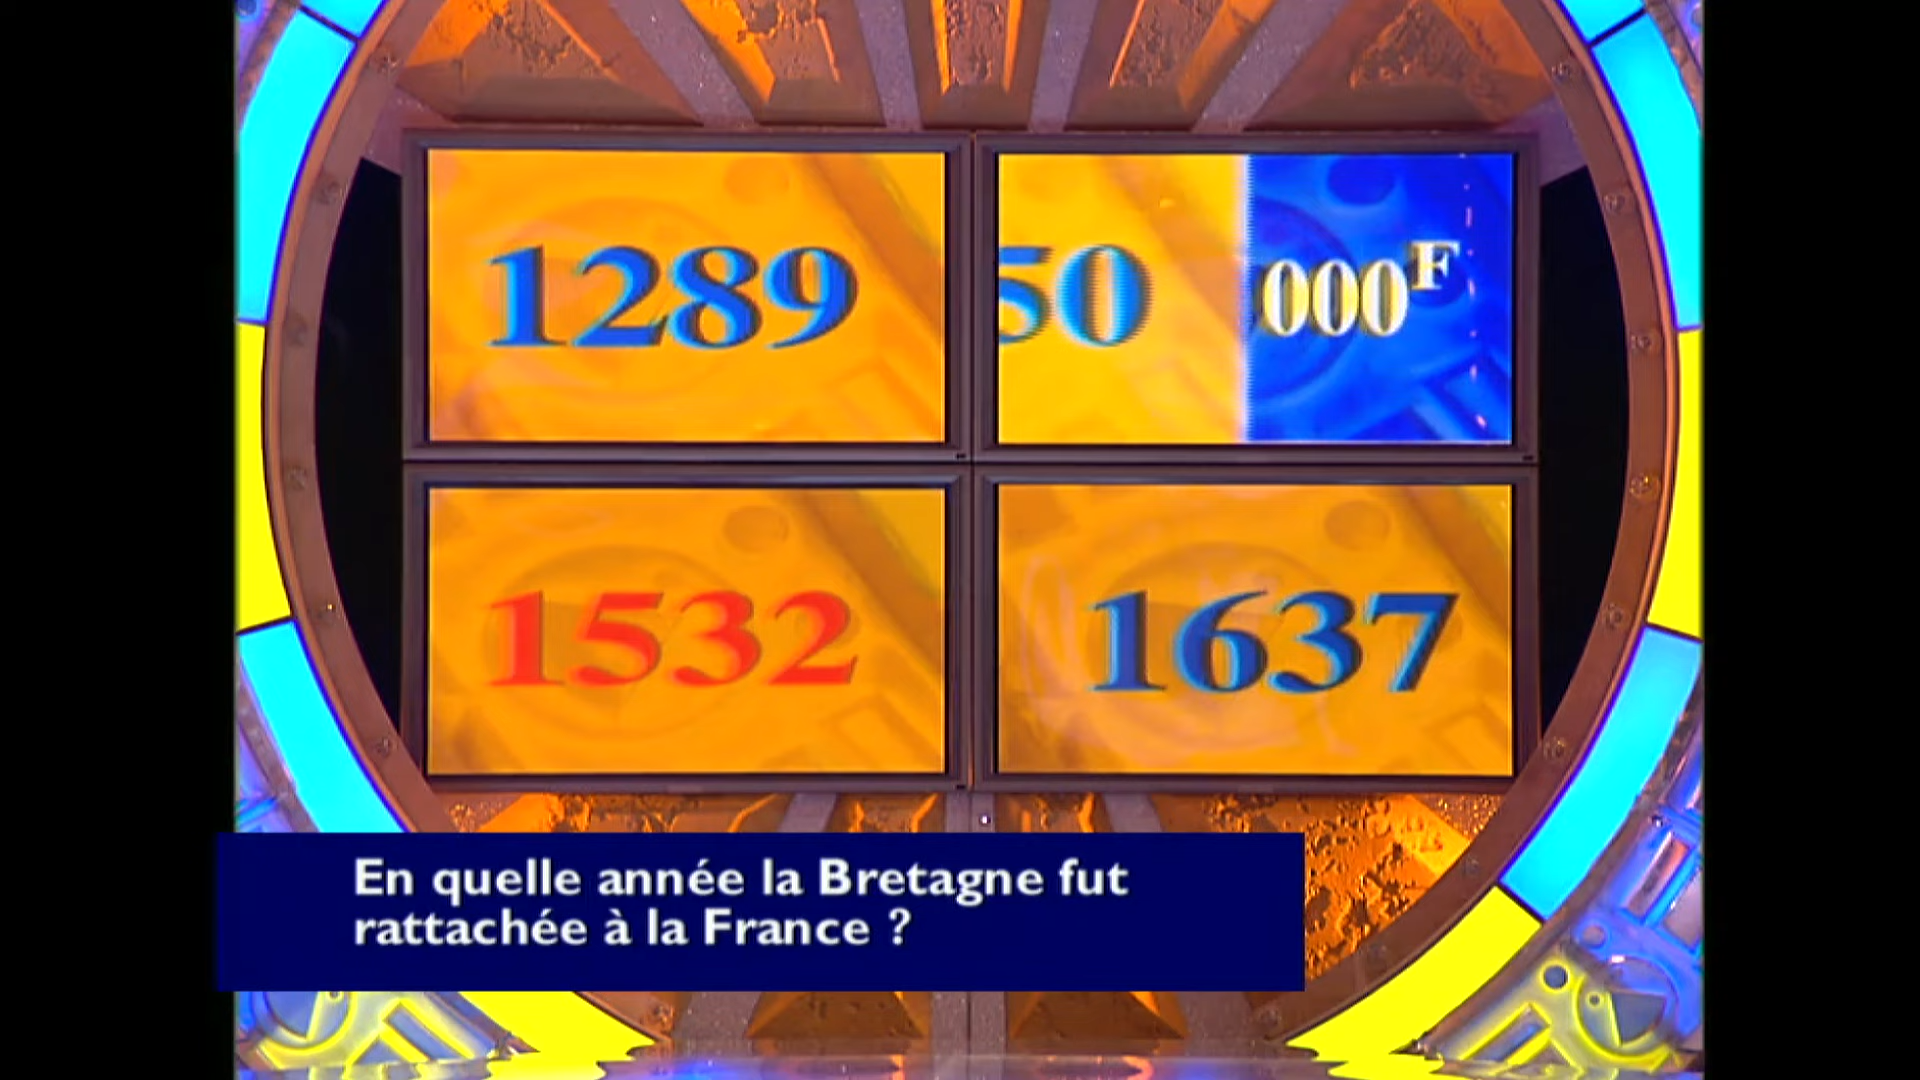 1289
50
000F
1532
1637
En quelle année la Bretagne fut
rattachée à la France ?